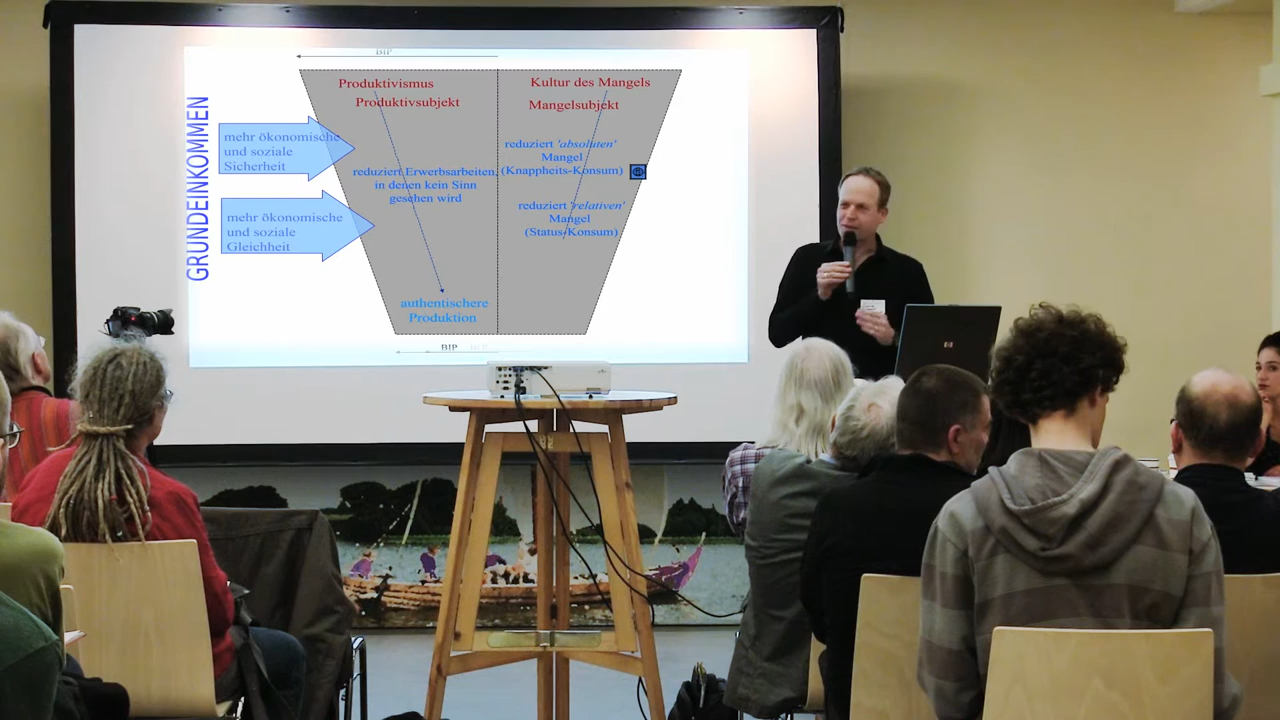 BIP
Produktivismus
Produktivsubjekt
Kultur des Mangels
Mangelsubjekt
GRUNDEINKOMMEN
mehr ökonomische
und soziale
Sicherheit
mehr ökonomische
und soziale
Gleichheit
reduziert Erwerbsarbeiten,
in denen kein Sinn
gesehen wird
reduziert 'absoluten'
Mangel
(Knappheits-Konsum)
reduziert 'relativen'
Mangel
(Status-Konsum)
authentischere
Produktion
BIP
hp